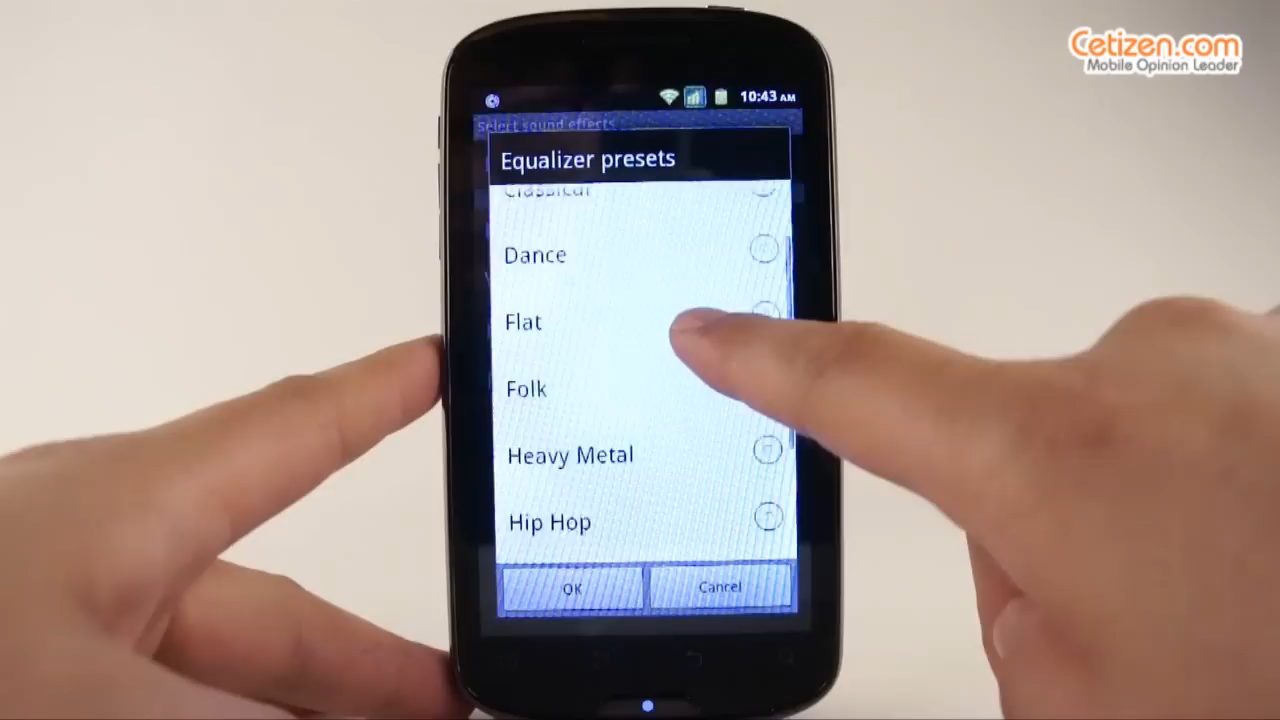 Cetizen.com
Mobile Opinion Leader
10:43 AM
Select sound effects
Equalizer presets
Classical
Dance
Flat
Folk
Heavy Metal
Hip Hop
OK
Cancel